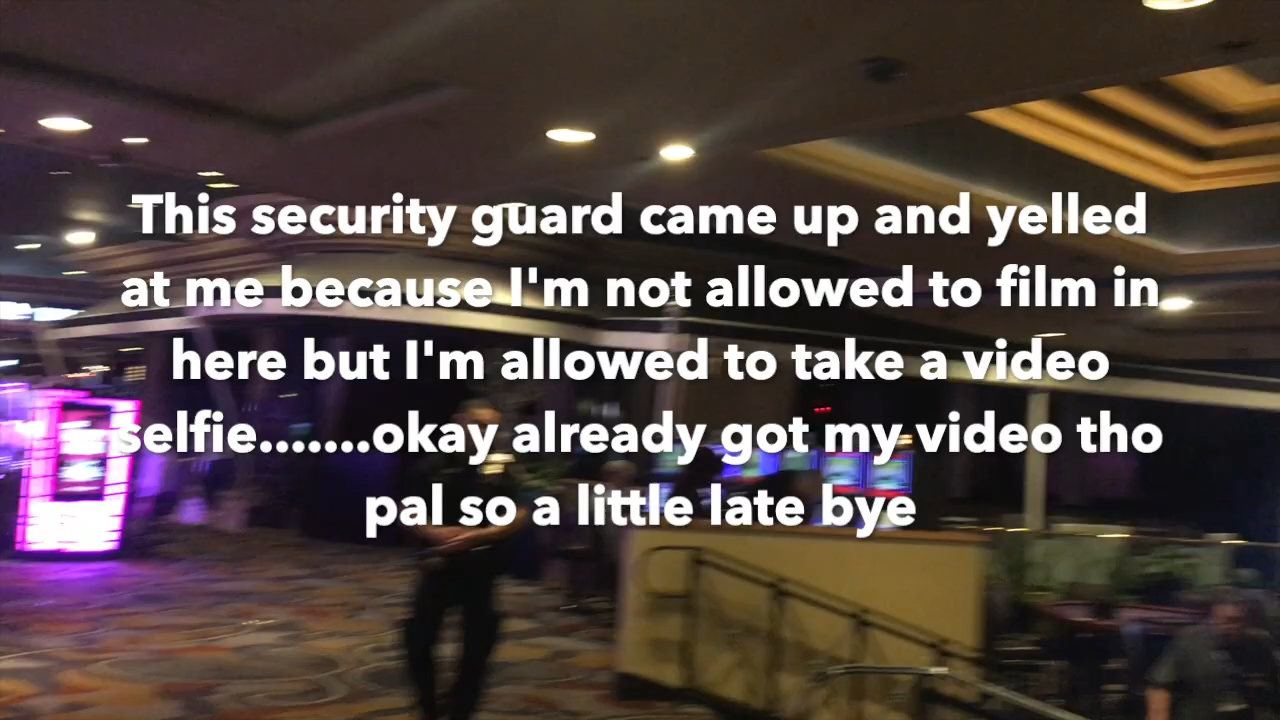 This security guard came up and yelled
at me because I'm not allowed to film in
here but I'm allowed to take a video
selfie.......okay already got my video tho
pal so a little late bye